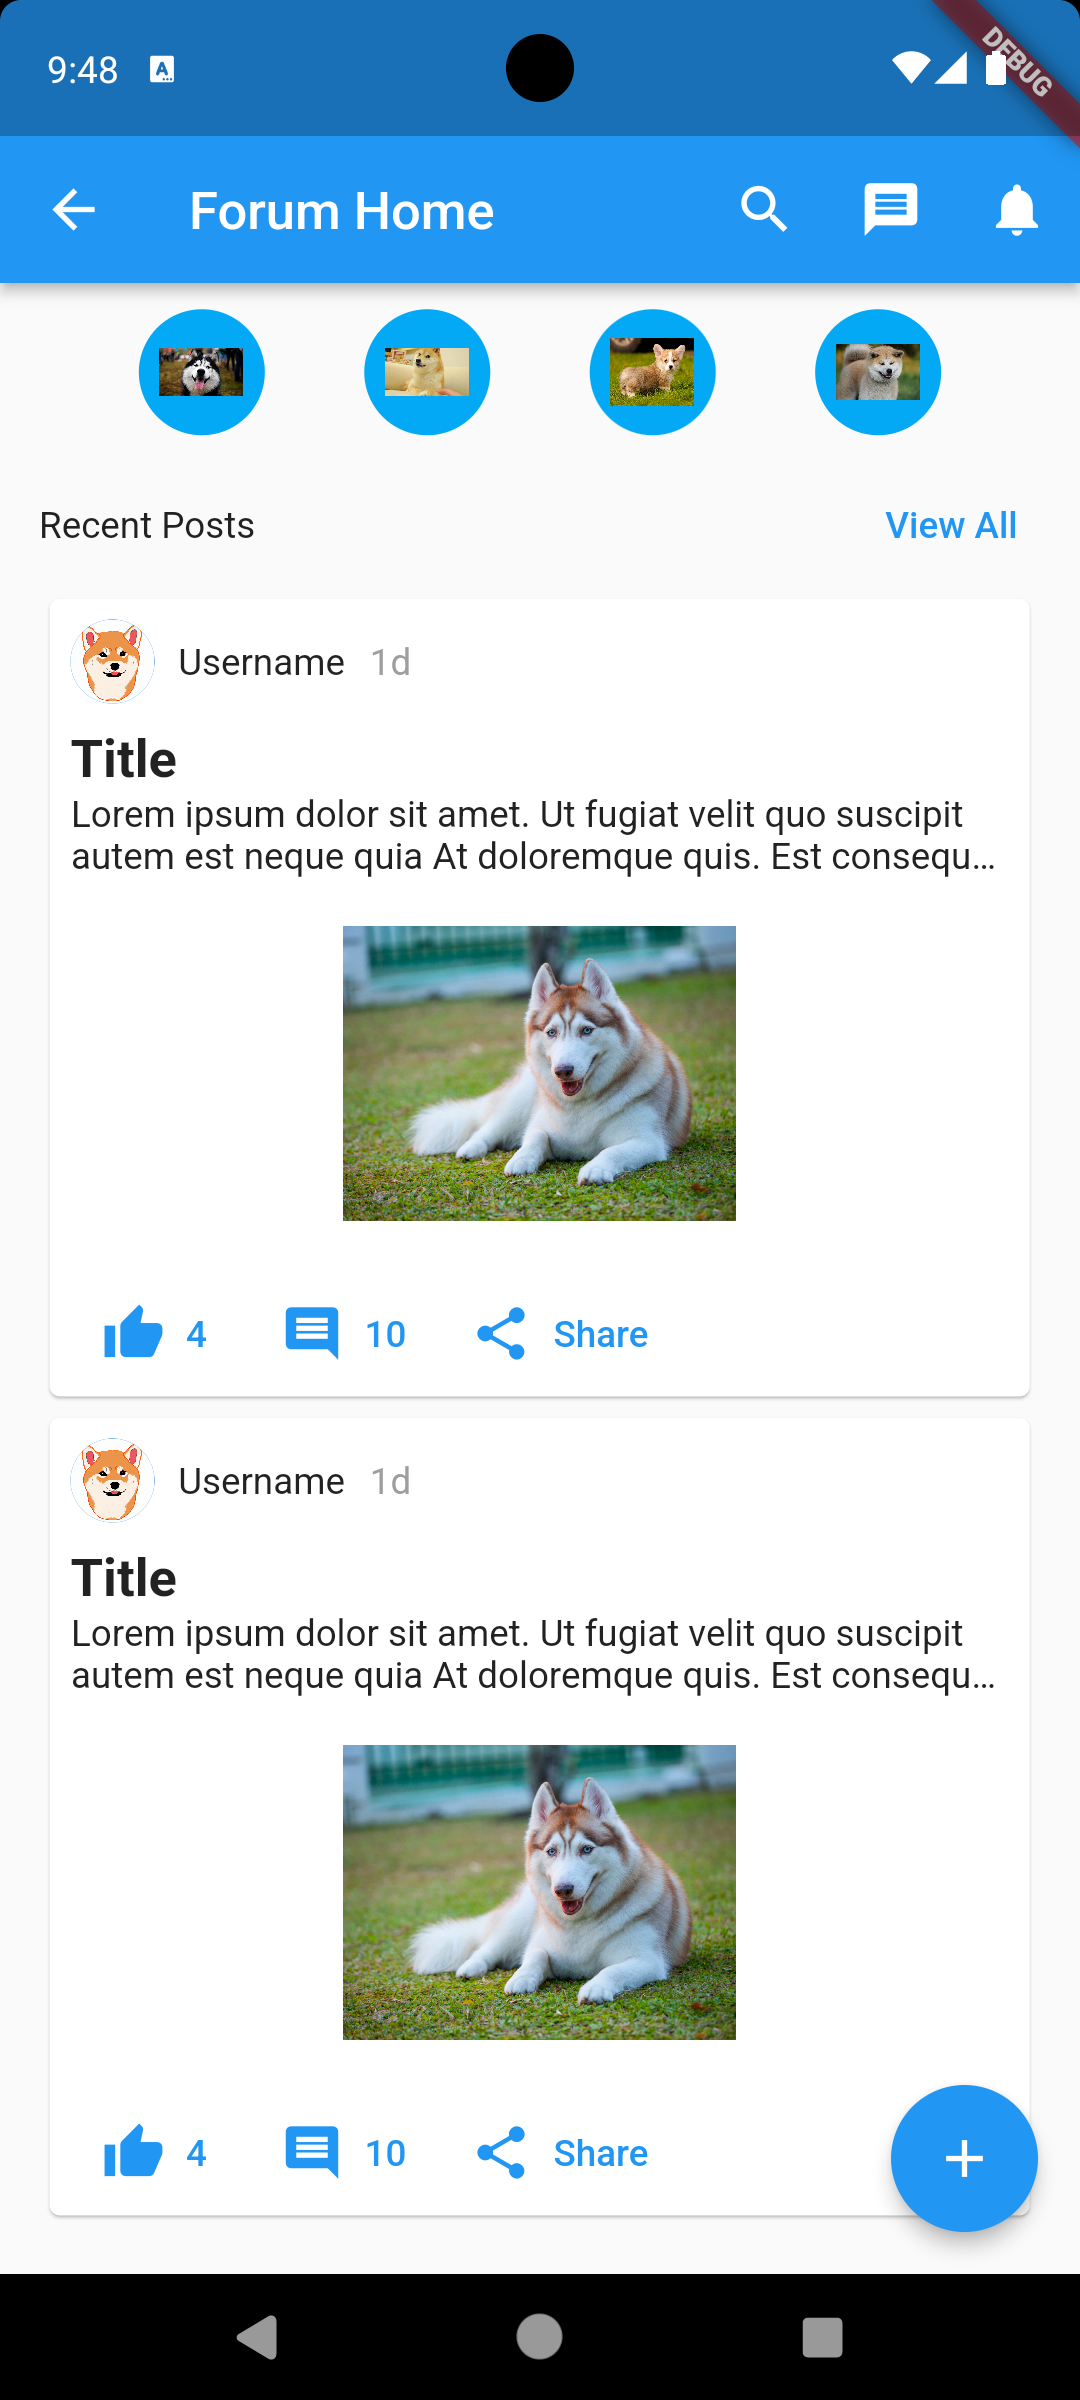 9:48
A
DEBUG
Forum Home
Recent Posts
View All
Username 1d
Title
Lorem ipsum dolor sit amet. Ut fugiat velit quo suscipit
autem est neque quia At doloremque quis. Est consequ...
4 10 Share
Username 1d
Title
Lorem ipsum dolor sit amet. Ut fugiat velit quo suscipit
autem est neque quia At doloremque quis. Est consequ...
4 10 Share